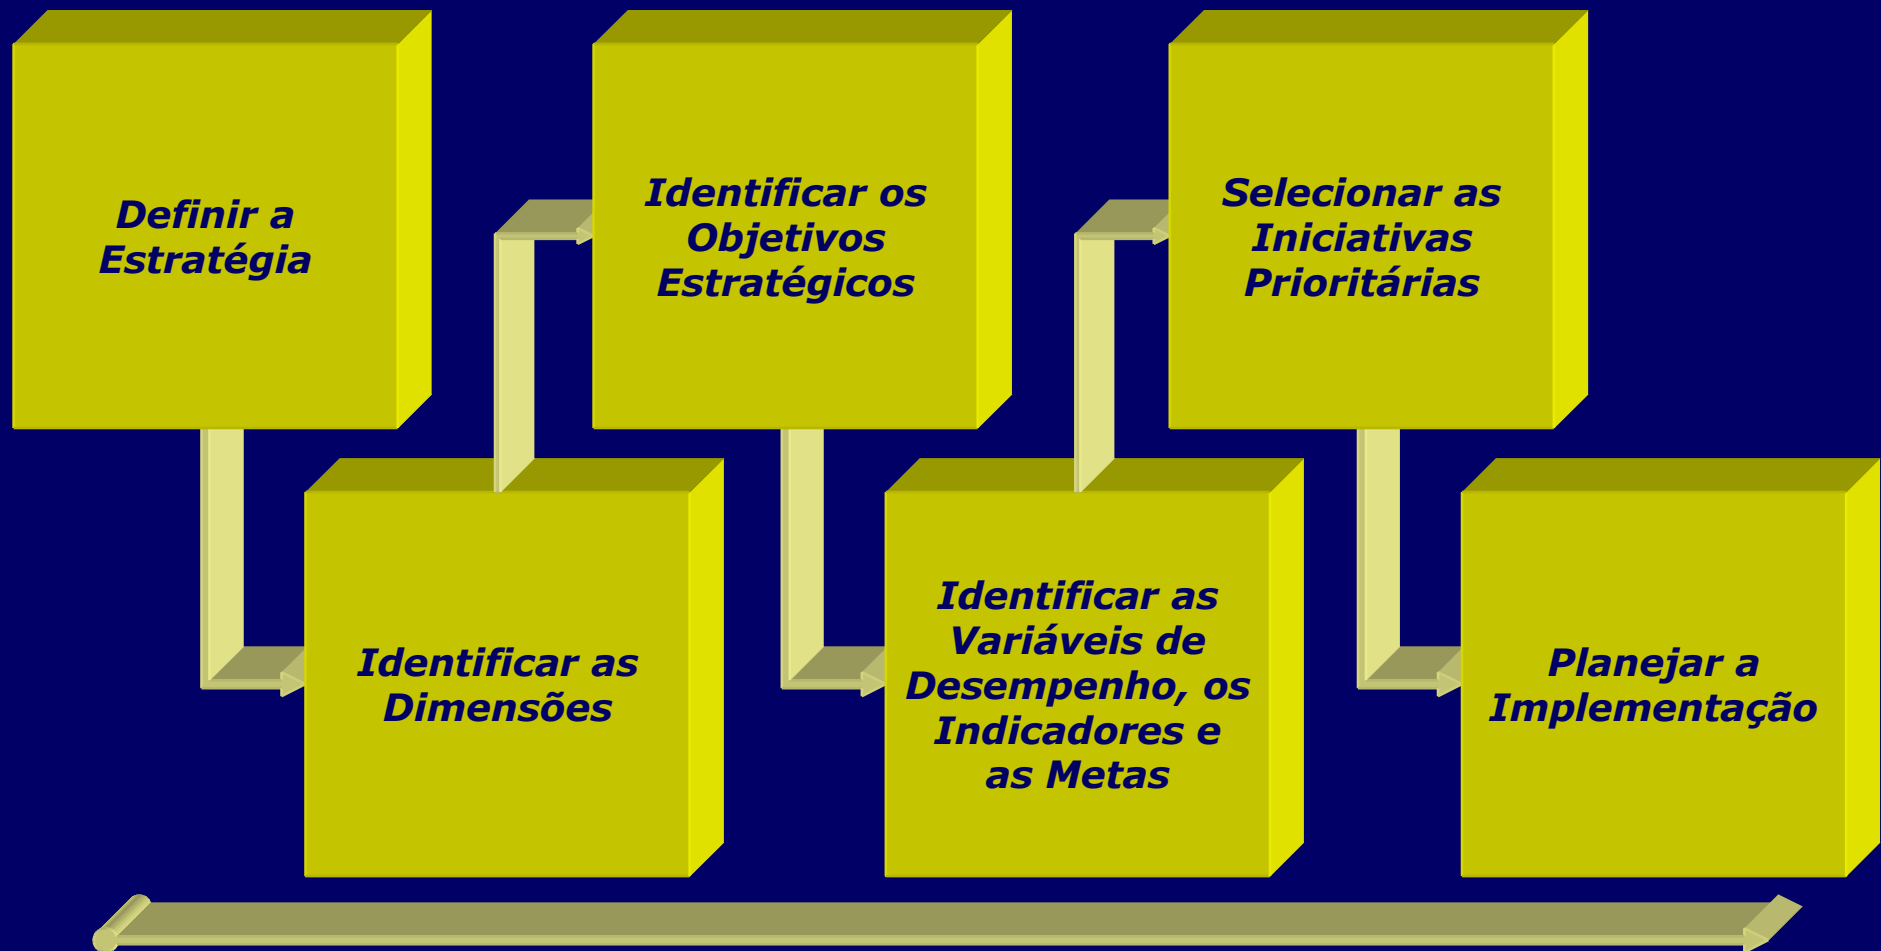 Definir a
Estratégia
Identificar as
Dimensões
Identificar os
Objetivos
Estratégicos
Identificar as
Variáveis de
Desempenho, os
Indicadores e
as Metas
Selecionar as
Iniciativas
Prioritárias
Planejar a
Implementação